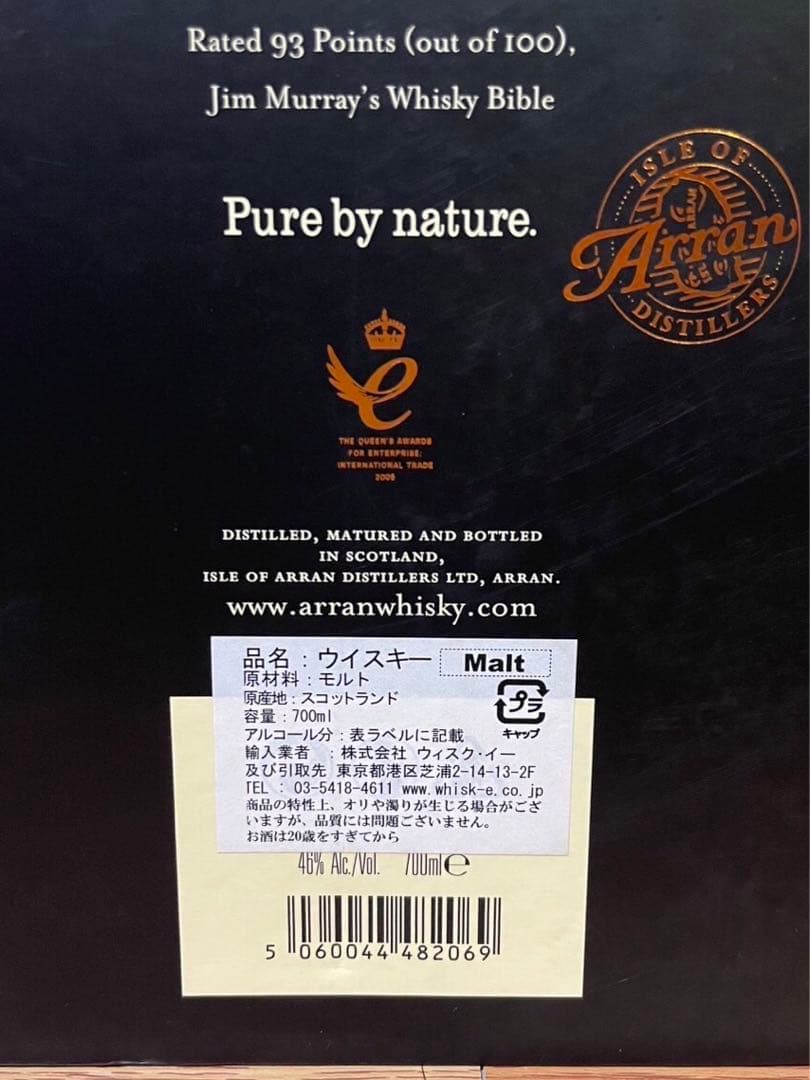 Rated 93 Points (out of 100),
Jim Murray's Whisky Bible
Pure by nature.
ISLE OF
Arran
DISTILLERS
THE QUEEN'S AWARDS
FOR ENTERPRISE:
INTERNATIONAL TRADE
DISTILLED, MATURED AND BOTTLED
IN SCOTLAND,
ISLE OF ARRAN DISTILLERS LTD, ARRAN.
www.arranwhisky.com
品名:ウイスキー Malt
原材料:モルト
原産地:スコットランド
プラ
容量:700ml
キャップ
アルコール分:表ラベルに記載
輸入業者 :株式会社 ウィスク・イー
及び引取先 東京都港区芝浦2-14-13-2F
TEL : 03-5418-4611 www.whisk-e.co.jp
商品の特性上、オリや濁りが生じる場合がござ
いますが、品質には問題ございません。
お酒は20歳をすぎてから
46% Alc./Vol. 700ml e
5 060044 482069